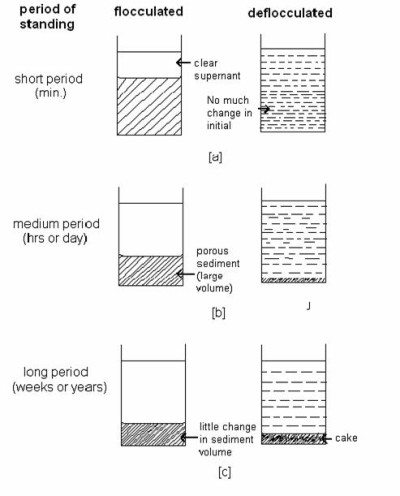 period of
standing
flocculated
deflocculated
short period
(min.)
clear
supernant
No much
change in
initial
[a]
medium period
(hrs or day)
porous
sediment
(large
volume)
J
[b]
long period
(weeks or years)
little change
in sediment
volume
cake
[c]